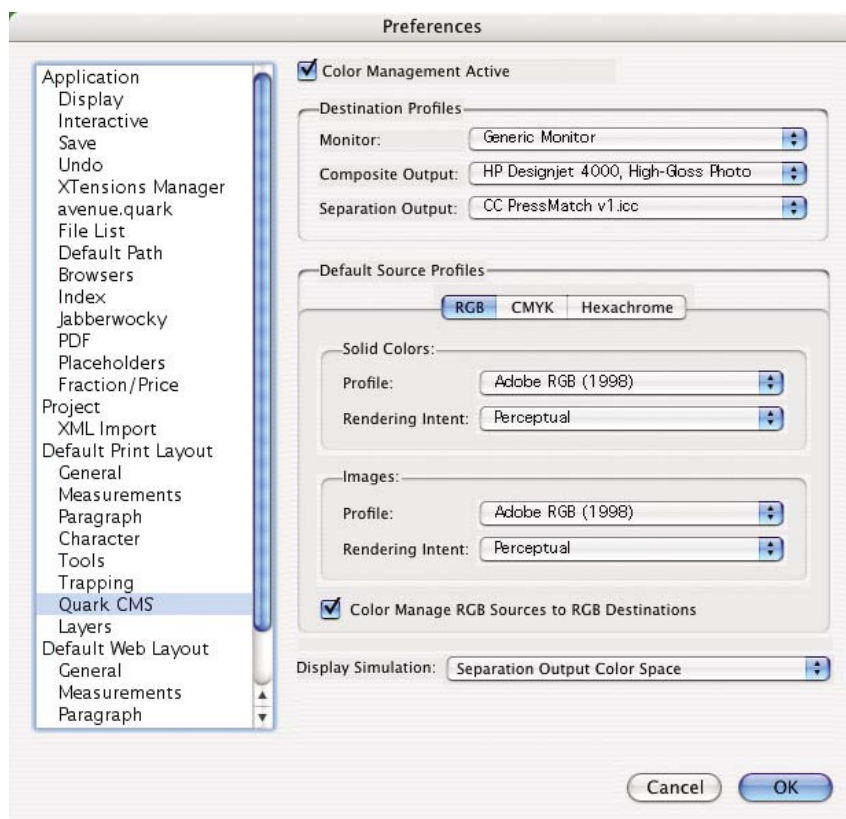 Preferences
Application
Display
Interactive
Save
Undo
XTensions Manager
avenue.quark
File List
Default Path
Browsers
Index
Jabberwocky
PDF
Placeholders
Fraction/Price
Project
XML Import
Default Print Layout
General
Measurements
Paragraph
Character
Tools
Trapping
Quark CMS
Layers
Default Web Layout
General
Measurements
Paragraph
Color Management Active
Destination Profiles
Monitor: Generic Monitor
Composite Output: HP Designjet 4000, High-Gloss Photo
Separation Output: CC PressMatch v1.icc
Default Source Profiles
RGB CMYK Hexachrome
Solid Colors:
Profile: Adobe RGB (1998)
Rendering Intent: Perceptual
Images:
Profile: Adobe RGB (1998)
Rendering Intent: Perceptual
Color Manage RGB Sources to RGB Destinations
Display Simulation: Separation Output Color Space
Cancel OK